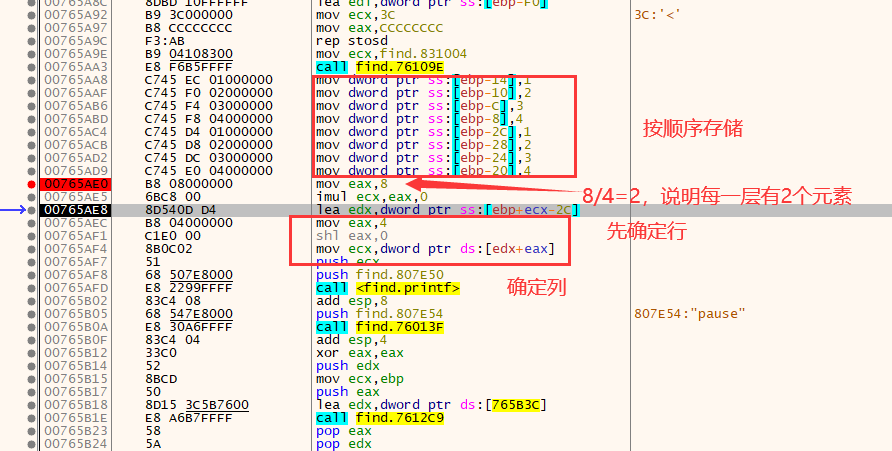 00765A8C 8DBD 10FFFFFF lea edi,dword ptr ss:[ebp-F0]
00765A92 B9 3C000000 mov ecx,3C 3C:'<'
00765A97 B8 CCCCCCCC mov eax,CCCCCCCC
00765A9C F3:AB rep stosd
00765A9E B9 04108300 mov ecx,find.831004
00765AA3 E8 F6B5FFFF call find.76109E
00765AA8 C745 EC 01000000 mov dword ptr ss:[ebp-14],1
00765AAF C745 F0 02000000 mov dword ptr ss:[ebp-10],2
00765AB6 C745 F4 03000000 mov dword ptr ss:[ebp-C],3
00765ABD C745 F8 04000000 mov dword ptr ss:[ebp-8],4
按顺序存储
00765AC4 C745 D4 01000000 mov dword ptr ss:[ebp-2C],1
00765ACB C745 D8 02000000 mov dword ptr ss:[ebp-28],2
00765AD2 C745 DC 03000000 mov dword ptr ss:[ebp-24],3
00765AD9 C745 E0 04000000 mov dword ptr ss:[ebp-20],4
00765AE0 B8 08000000 mov eax,8
8/4=2，说明每一层有2个元素
00765AE5 6BC8 00 imul ecx,eax,0
00765AE8 8D540D D4 lea edx,dword ptr ss:[ebp+ecx-2C]
先确定行
00765AEC B8 04000000 mov eax,4
00765AF1 C1E0 00 shl eax,0
00765AF4 8B0C02 mov ecx,dword ptr ds:[edx+eax]
00765AF7 51 push ecx
00765AF8 68 507E8000 push find.807E50
确定列
00765AFD E8 2299FFFF call <find.printf>
00765B02 83C4 08 add esp,8
00765B05 68 547E8000 push find.807E54 807E54:"pause"
00765B0A E8 30A6FFFF call find.76013F
00765B0F 83C4 04 add esp,4
00765B12 33C0 xor eax,eax
00765B14 52 push edx
00765B15 8BCD mov ecx,ebp
00765B17 50 push eax
00765B18 8D15 3C5B7600 lea edx,dword ptr ds:[765B3C]
00765B1E E8 A6B7FFFF call find.7612C9
00765B23 58 pop eax
00765B24 5A pop edx